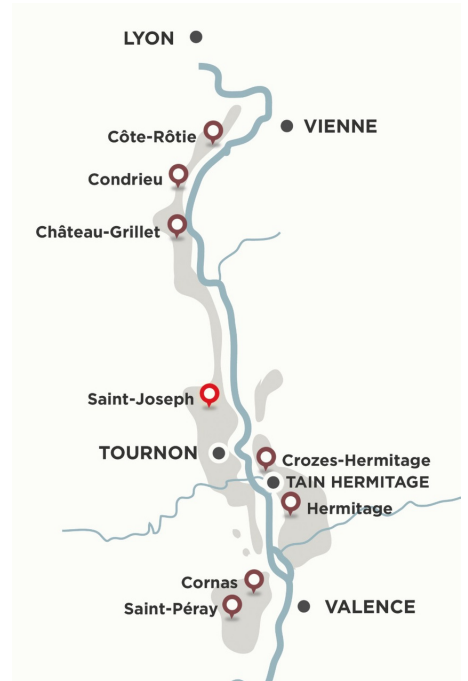 LYON
VIENNE
Côte-Rôtie
Condrieu
Château-Grillet
Saint-Joseph
TOURNON
Crozes-Hermitage
TAIN HERMITAGE
Hermitage
Cornas
Saint-Péray
VALENCE